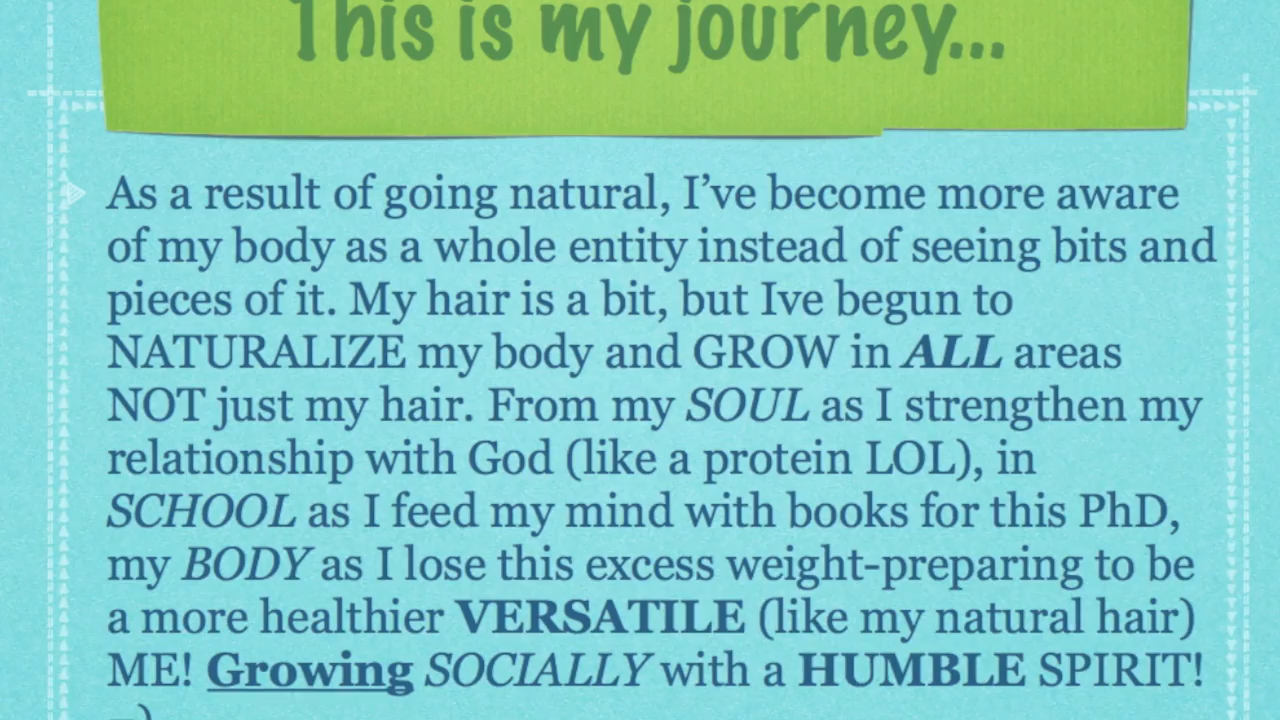 This is my journey...
As a result of going natural, I’ve become more aware
of my body as a whole entity instead of seeing bits and
pieces of it. My hair is a bit, but Ive begun to
NATURALIZE my body and GROW in ALL areas
NOT just my hair. From my SOUL as I strengthen my
relationship with God (like a protein LOL), in
SCHOOL as I feed my mind with books for this PhD,
my BODY as I lose this excess weight-preparing to be
a more healthier VERSATILE (like my natural hair)
ME! Growing SOCIALLY with a HUMBLE SPIRIT!
=)